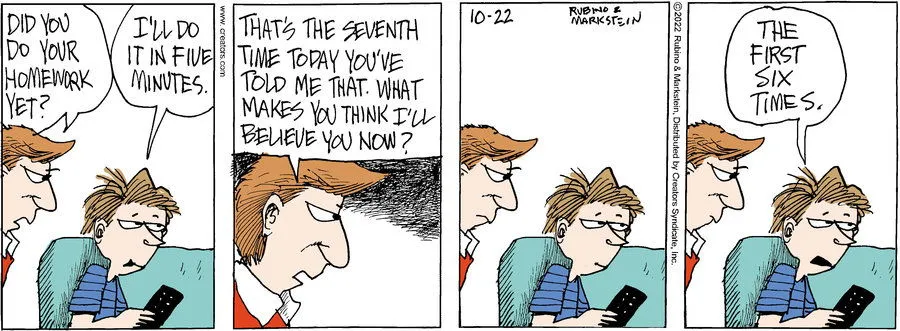 DID YOU
DO YOUR
HOMEWORK
YET?
I'LL DO
IT IN FIVE
MINUTES.
www.creators.com
THAT'S THE SEVENTH
TIME TODAY YOU'VE
TOLD ME THAT. WHAT
MAKES YOU THINK I'LL
BELIEVE YOU NOW?
10-22
RUBINO &
MARKSTEIN
©2022 Rubino & Markstein, Distributed by Creators Syndicate, Inc.
THE
FIRST
SIX
TIMES.